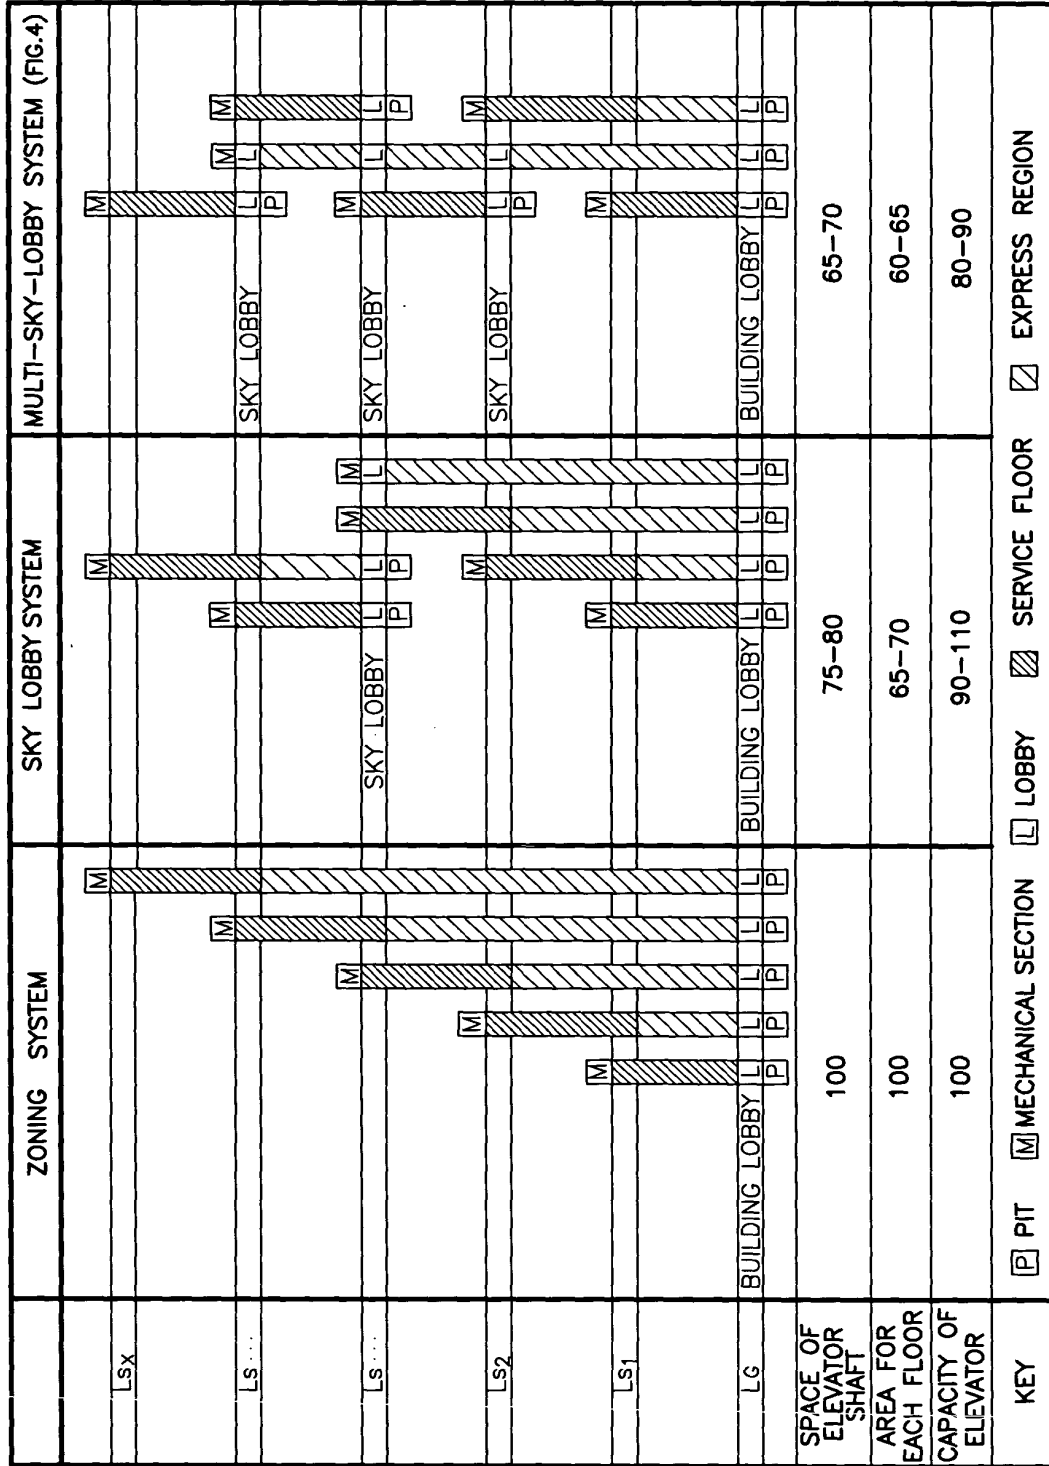 ZONING SYSTEM SKY LOBBY SYSTEM MULTI-SKY-LOBBY SYSTEM (FIG.4)
M M M
LSX
M M M M
LS... SKY LOBBY L L
P
M M M M
LS... SKY LOBBY L L L SKY LOBBY L L
P P P
M M M
LS2 SKY LOBBY L L
P
M M M
LS1
LG BUILDING LOBBY L L L L L BUILDING LOBBY L L L L BUILDING LOBBY L L L
P P P P P P P P P P P P
SPACE OF
ELEVATOR
SHAFT
100 75-80 65-70
AREA FOR
EACH FLOOR
100 65-70 60-65
CAPACITY OF
ELEVATOR
100 90-110 80-90
KEY P PIT M MECHANICAL SECTION L LOBBY SERVICE FLOOR EXPRESS REGION